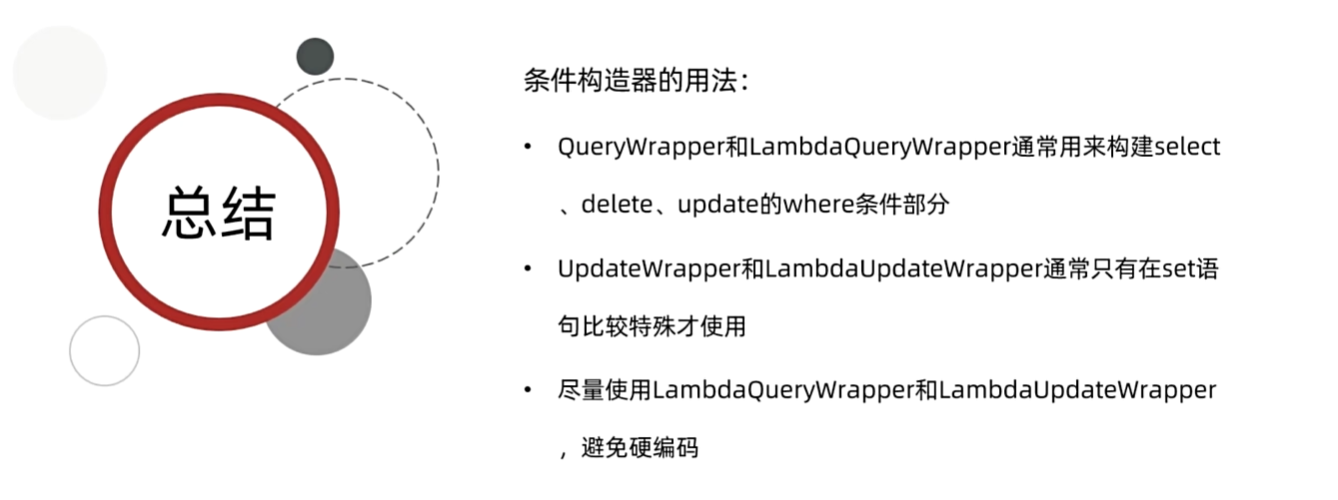 总结
条件构造器的用法：
• QueryWrapper和LambdaQueryWrapper通常用来构建select
、delete、update的where条件部分
• UpdateWrapper和LambdaUpdateWrapper通常只有在set语
句比较特殊才使用
• 尽量使用LambdaQueryWrapper和LambdaUpdateWrapper
，避免硬编码